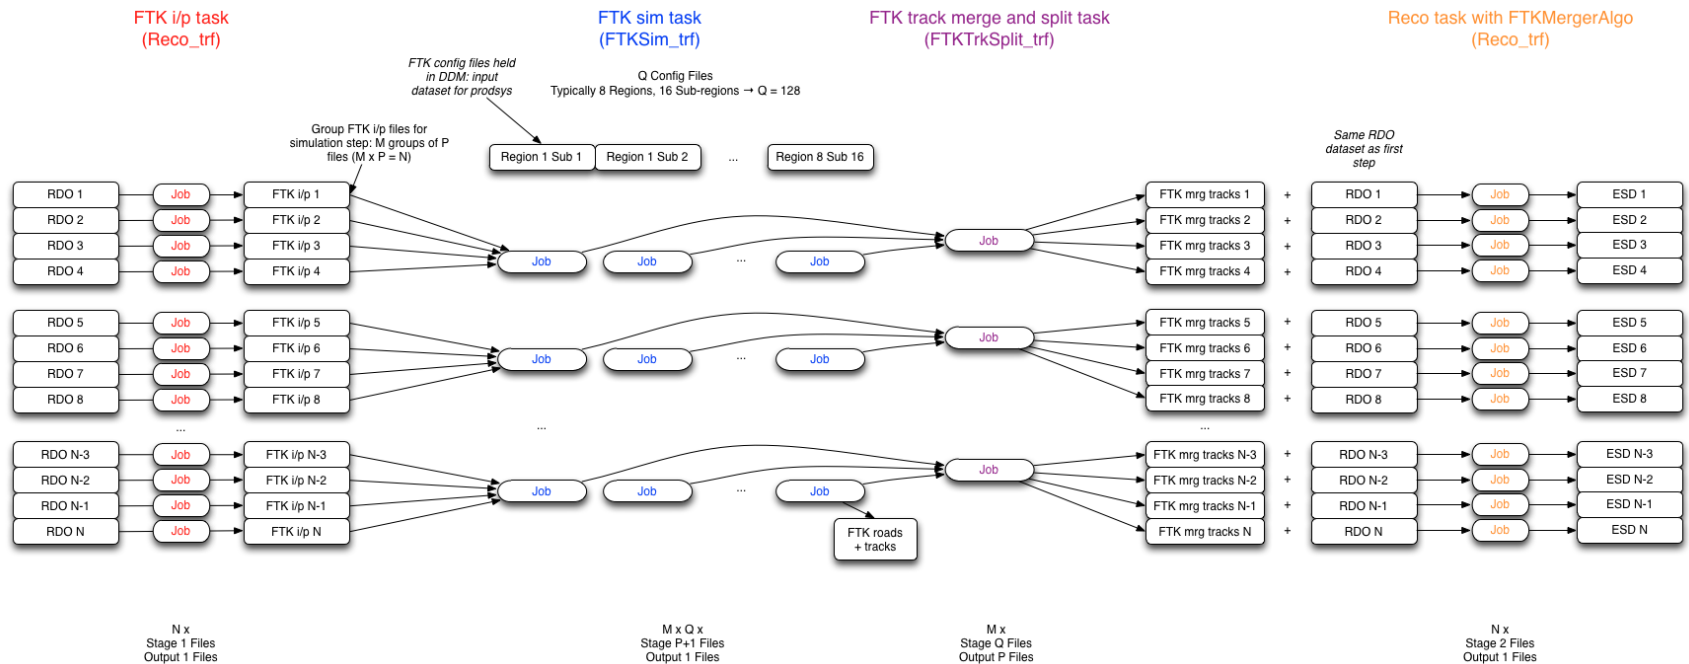 FTK i/p task
(Reco_trf)
FTK sim task
(FTKSim_trf)
FTK track merge and split task
(FTKTrkSplit_trf)
Reco task with FTKMergerAlgo
(Reco_trf)
FTK config files held
in DDM: input
dataset for prodsys
Q Config Files
Typically 8 Regions, 16 Sub-regions → Q = 128
Group FTK i/p files for
simulation step: M groups of P
files (M x P = N)
Region 1 Sub 1
Region 1 Sub 2
...
Region 8 Sub 16
Same RDO
dataset as first
step
RDO 1 Job FTK i/p 1
RDO 2 Job FTK i/p 2
RDO 3 Job FTK i/p 3
RDO 4 Job FTK i/p 4
Job Job ... Job
Job
FTK mrg tracks 1 + RDO 1 Job ESD 1
FTK mrg tracks 2 + RDO 2 Job ESD 2
FTK mrg tracks 3 + RDO 3 Job ESD 3
FTK mrg tracks 4 + RDO 4 Job ESD 4
RDO 5 Job FTK i/p 5
RDO 6 Job FTK i/p 6
RDO 7 Job FTK i/p 7
RDO 8 Job FTK i/p 8
Job Job ... Job
Job
FTK mrg tracks 5 + RDO 5 Job ESD 5
FTK mrg tracks 6 + RDO 6 Job ESD 6
FTK mrg tracks 7 + RDO 7 Job ESD 7
FTK mrg tracks 8 + RDO 8 Job ESD 8
... ... ...
RDO N-3 Job FTK i/p N-3
RDO N-2 Job FTK i/p N-2
RDO N-1 Job FTK i/p N-1
RDO N Job FTK i/p N
Job Job ... Job
Job
FTK roads
+ tracks
FTK mrg tracks N-3 + RDO N-3 Job ESD N-3
FTK mrg tracks N-2 + RDO N-2 Job ESD N-2
FTK mrg tracks N-1 + RDO N-1 Job ESD N-1
FTK mrg tracks N + RDO N Job ESD N
N x
Stage 1 Files
Output 1 Files
M x Q x
Stage P+1 Files
Output 1 Files
M x
Stage Q Files
Output P Files
N x
Stage 2 Files
Output 1 Files